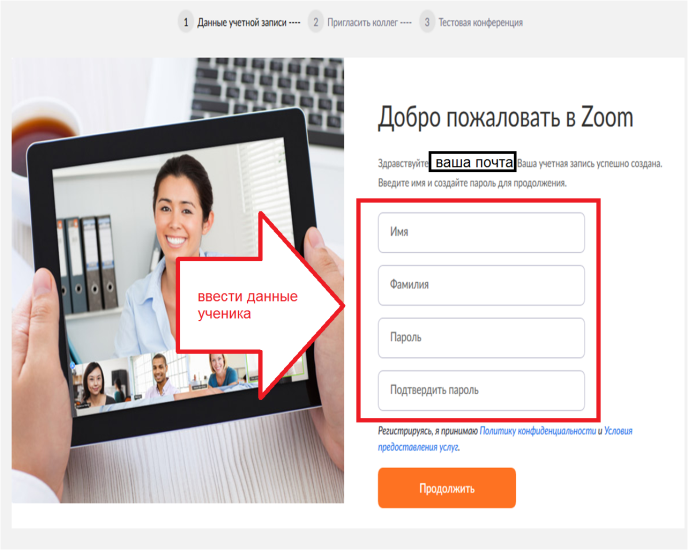 1 Данные учетной записи ---- 2 Пригласить коллег ---- 3 Тестовая конференция
Добро пожаловать в Zoom
Здравствуйте ваша почта Ваша учетная запись успешно создана.
Введите имя и создайте пароль для продолжения.
Имя
Фамилия
ввести данные
ученика
Пароль
Подтвердить пароль
Регистрируясь, я принимаю Политику конфиденциальности и Условия
предоставления услуг.
Продолжить